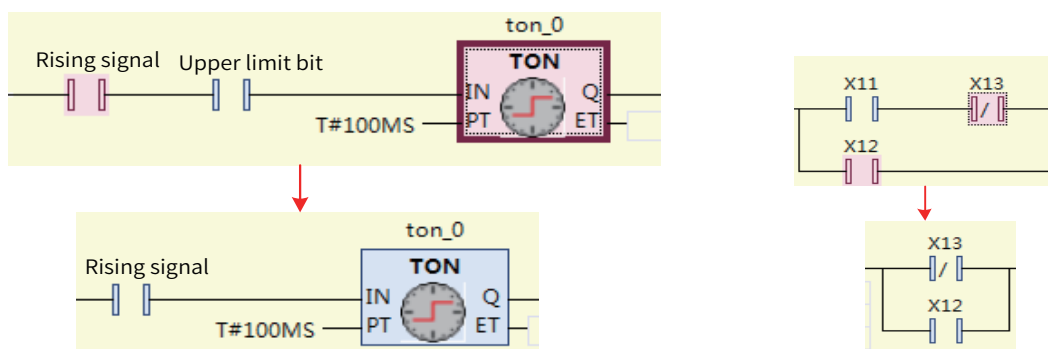 ton_0
Rising signal Upper limit bit
TON
IN Q
T#100MS PT ET
X11 X13
/
X12
ton_0
Rising signal
TON
IN Q
T#100MS PT ET
X13
/
X12